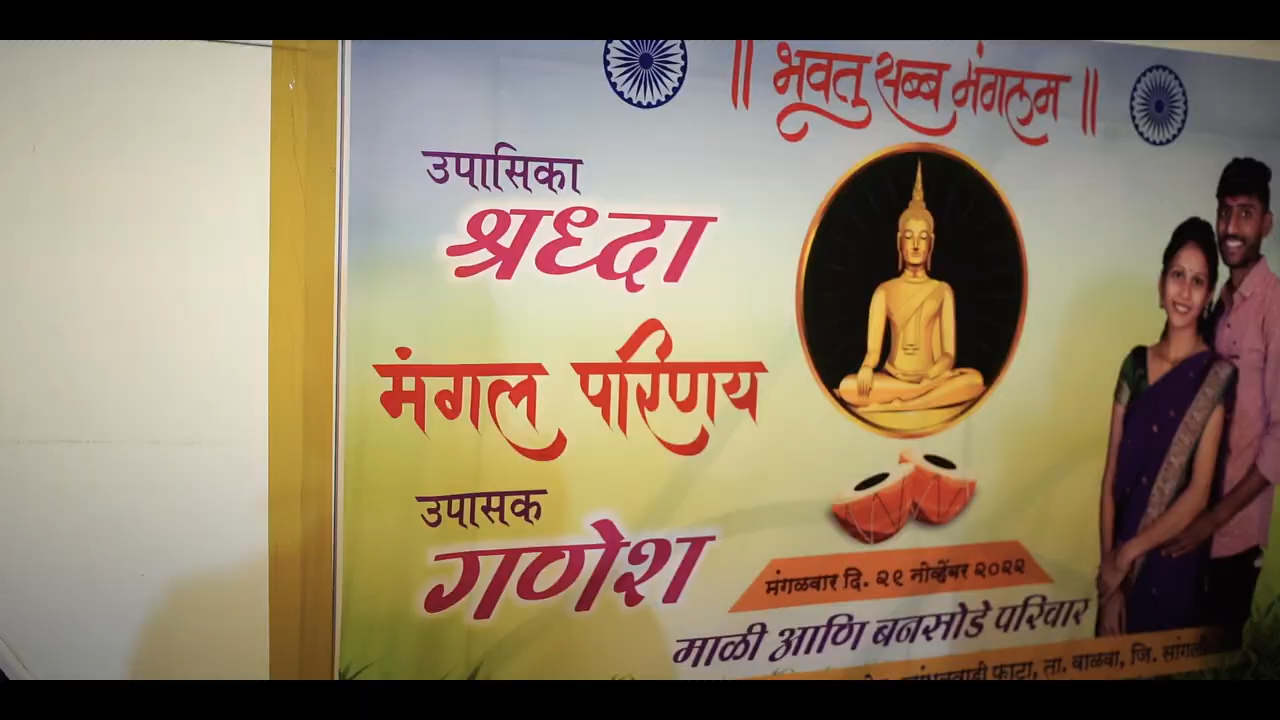 ॥ भवतु सब्ब मंगलम ॥
उपासिका
श्रध्दा
मंगल परिणय
उपासक
गणेश
मंगळवार दि. २९ नोव्हेंबर २०२२
माळी आणि बनसोडे परिवार
फाटा, ता. वाळवा, जि. सांगली